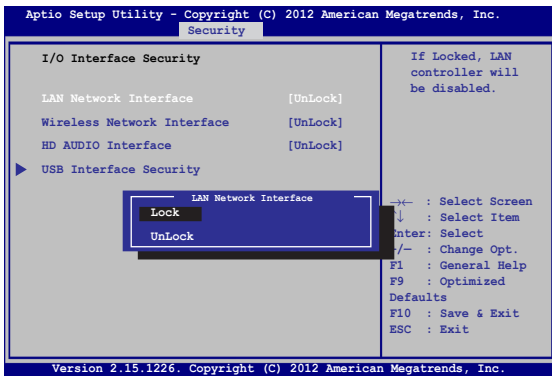 Aptio Setup Utility - Copyright (C) 2012 American Megatrends, Inc.
Security
I/O Interface Security
LAN Network Interface [UnLock]
Wireless Network Interface [UnLock]
HD AUDIO Interface [UnLock]
USB Interface Security
If Locked, LAN
controller will
be disabled.
LAN Network Interface
Lock
UnLock
→← : Select Screen
↑↓ : Select Item
Enter: Select
+/— : Change Opt.
F1 : General Help
F9 : Optimized
Defaults
F10 : Save & Exit
ESC : Exit
Version 2.15.1226. Copyright (C) 2012 American Megatrends, Inc.